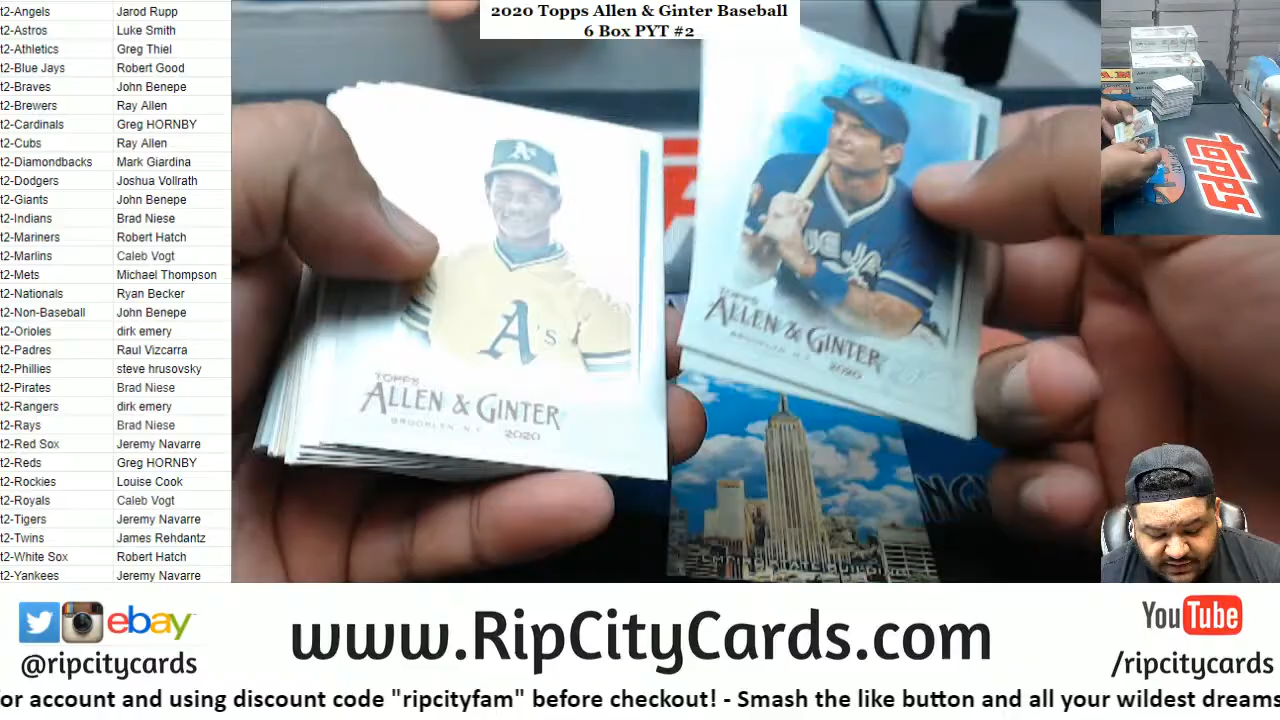 2020 Topps Allen & Ginter Baseball
6 Box PYT #2
t2-Angels Jarod Rupp
t2-Astros Luke Smith
t2-Athletics Greg Thiel
t2-Blue Jays Robert Good
t2-Braves John Benepe
t2-Brewers Ray Allen
t2-Cardinals Greg HORNBY
t2-Cubs Ray Allen
t2-Diamondbacks Mark Giardina
t2-Dodgers Joshua Vollrath
t2-Giants John Benepe
t2-Indians Brad Niese
t2-Mariners Robert Hatch
t2-Marlins Caleb Vogt
t2-Mets Michael Thompson
t2-Nationals Ryan Becker
t2-Non-Baseball John Benepe
t2-Orioles dirk emery
t2-Padres Raul Vizcarra
t2-Phillies steve hrusovsky
t2-Pirates Brad Niese
t2-Rangers dirk emery
t2-Rays Brad Niese
t2-Red Sox Jeremy Navarre
t2-Reds Greg HORNBY
t2-Rockies Louise Cook
t2-Royals Caleb Vogt
t2-Tigers Jeremy Navarre
t2-Twins James Rehdantz
t2-White Sox Robert Hatch
t2-Yankees Jeremy Navarre
A's
A's
TOPPS
ALLEN & GINTER
BROOKLYN, N.Y.
2020
TOPPS
ALLEN & GINTER
BROOKLYN, N.Y.
2020
EMPIRE STATE BUILDING
topps
ebay
@ripcitycards
www.RipCityCards.com
YouTube
/ripcitycards
or account and using discount code "ripcityfam" before checkout! - Smash the like button and all your wildest dreams